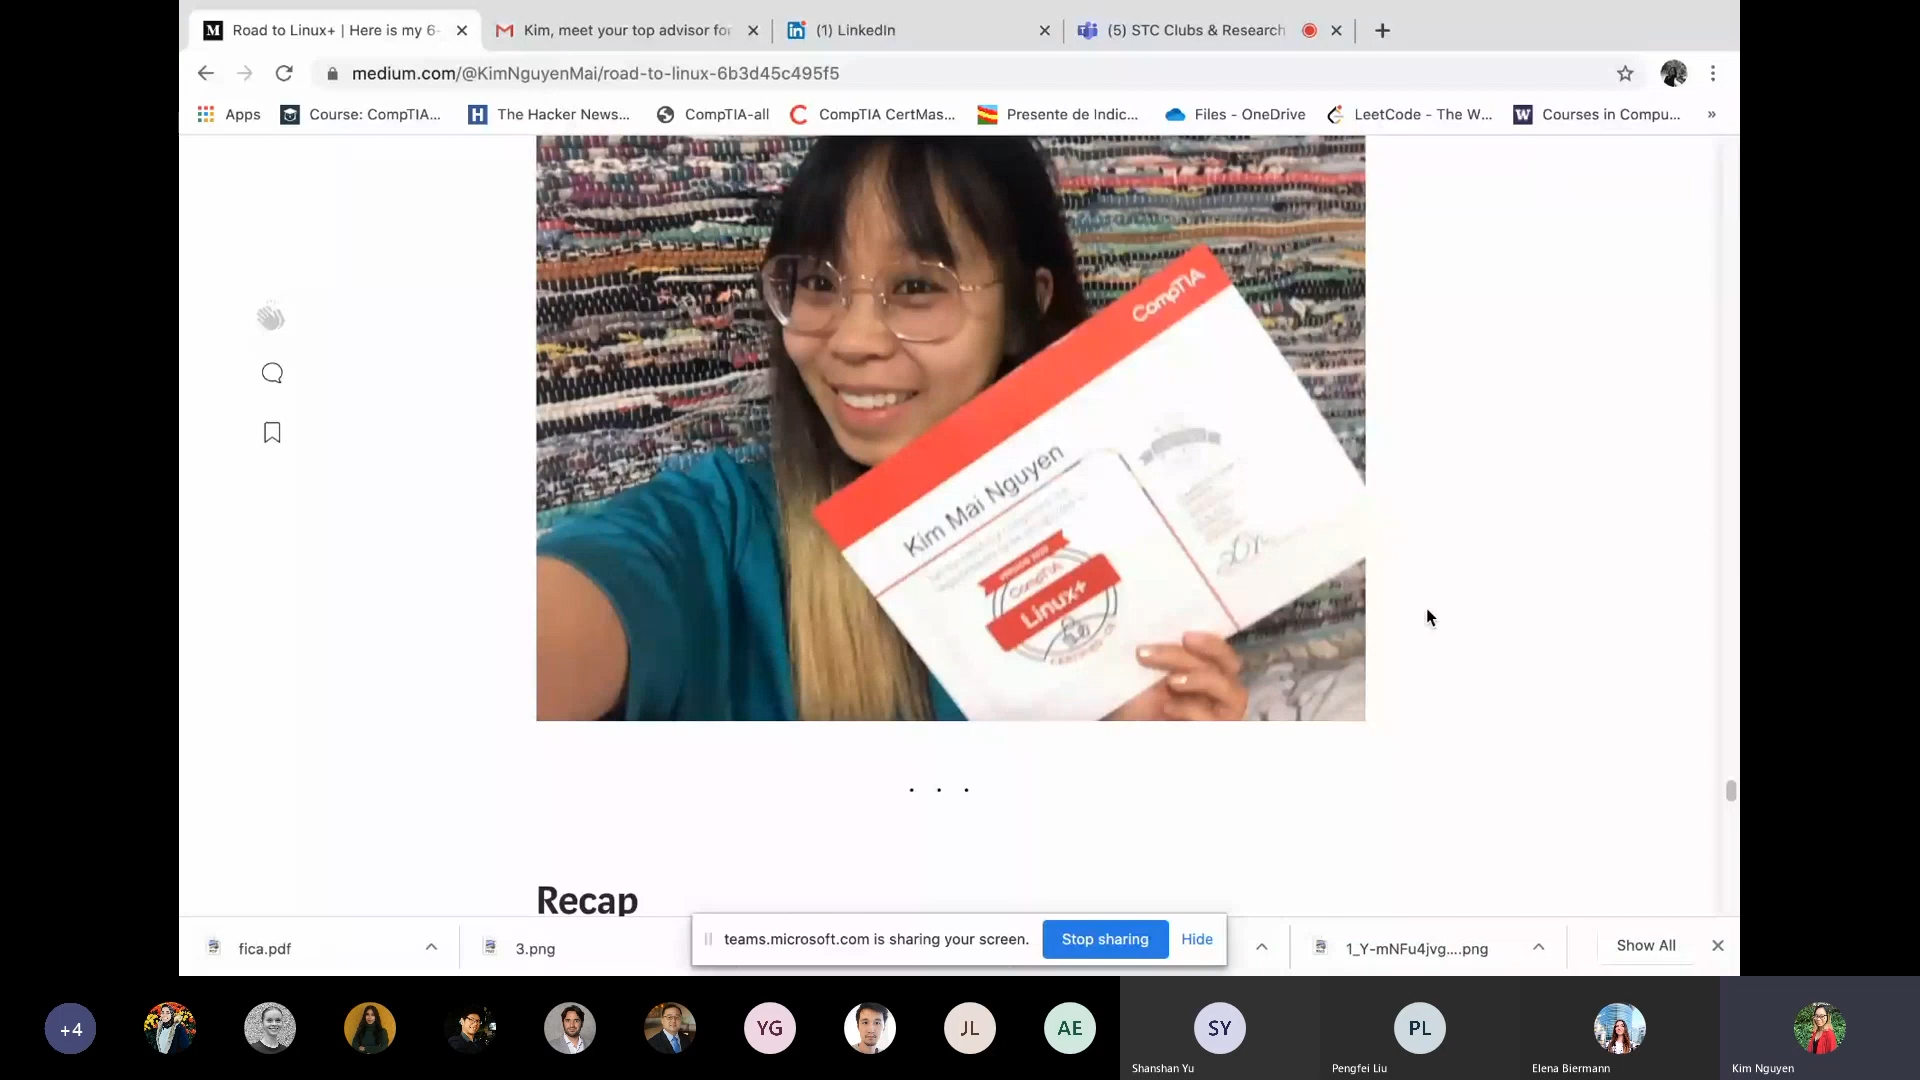 Road to Linux+ | Here is my 6-
Kim, meet your top advisor for
(1) LinkedIn
(5) STC Clubs & Research
medium.com/@KimNguyenMai/road-to-linux-6b3d45c495f5
Apps
Course: CompTIA...
The Hacker News...
CompTIA-all
CompTIA CertMas...
Presente de Indic...
Files - OneDrive
LeetCode - The W...
Courses in Compu...
»
CompTIA
Kim Mai Nguyen
CompTIA
Linux+
. . .
Recap
fica.pdf
3.png
teams.microsoft.com is sharing your screen.
Stop sharing
Hide
1_Y-mNFu4jvg....png
Show All
+4
YG
JL
AE
SY
Shanshan Yu
PL
Pengfei Liu
Elena Biermann
Kim Nguyen